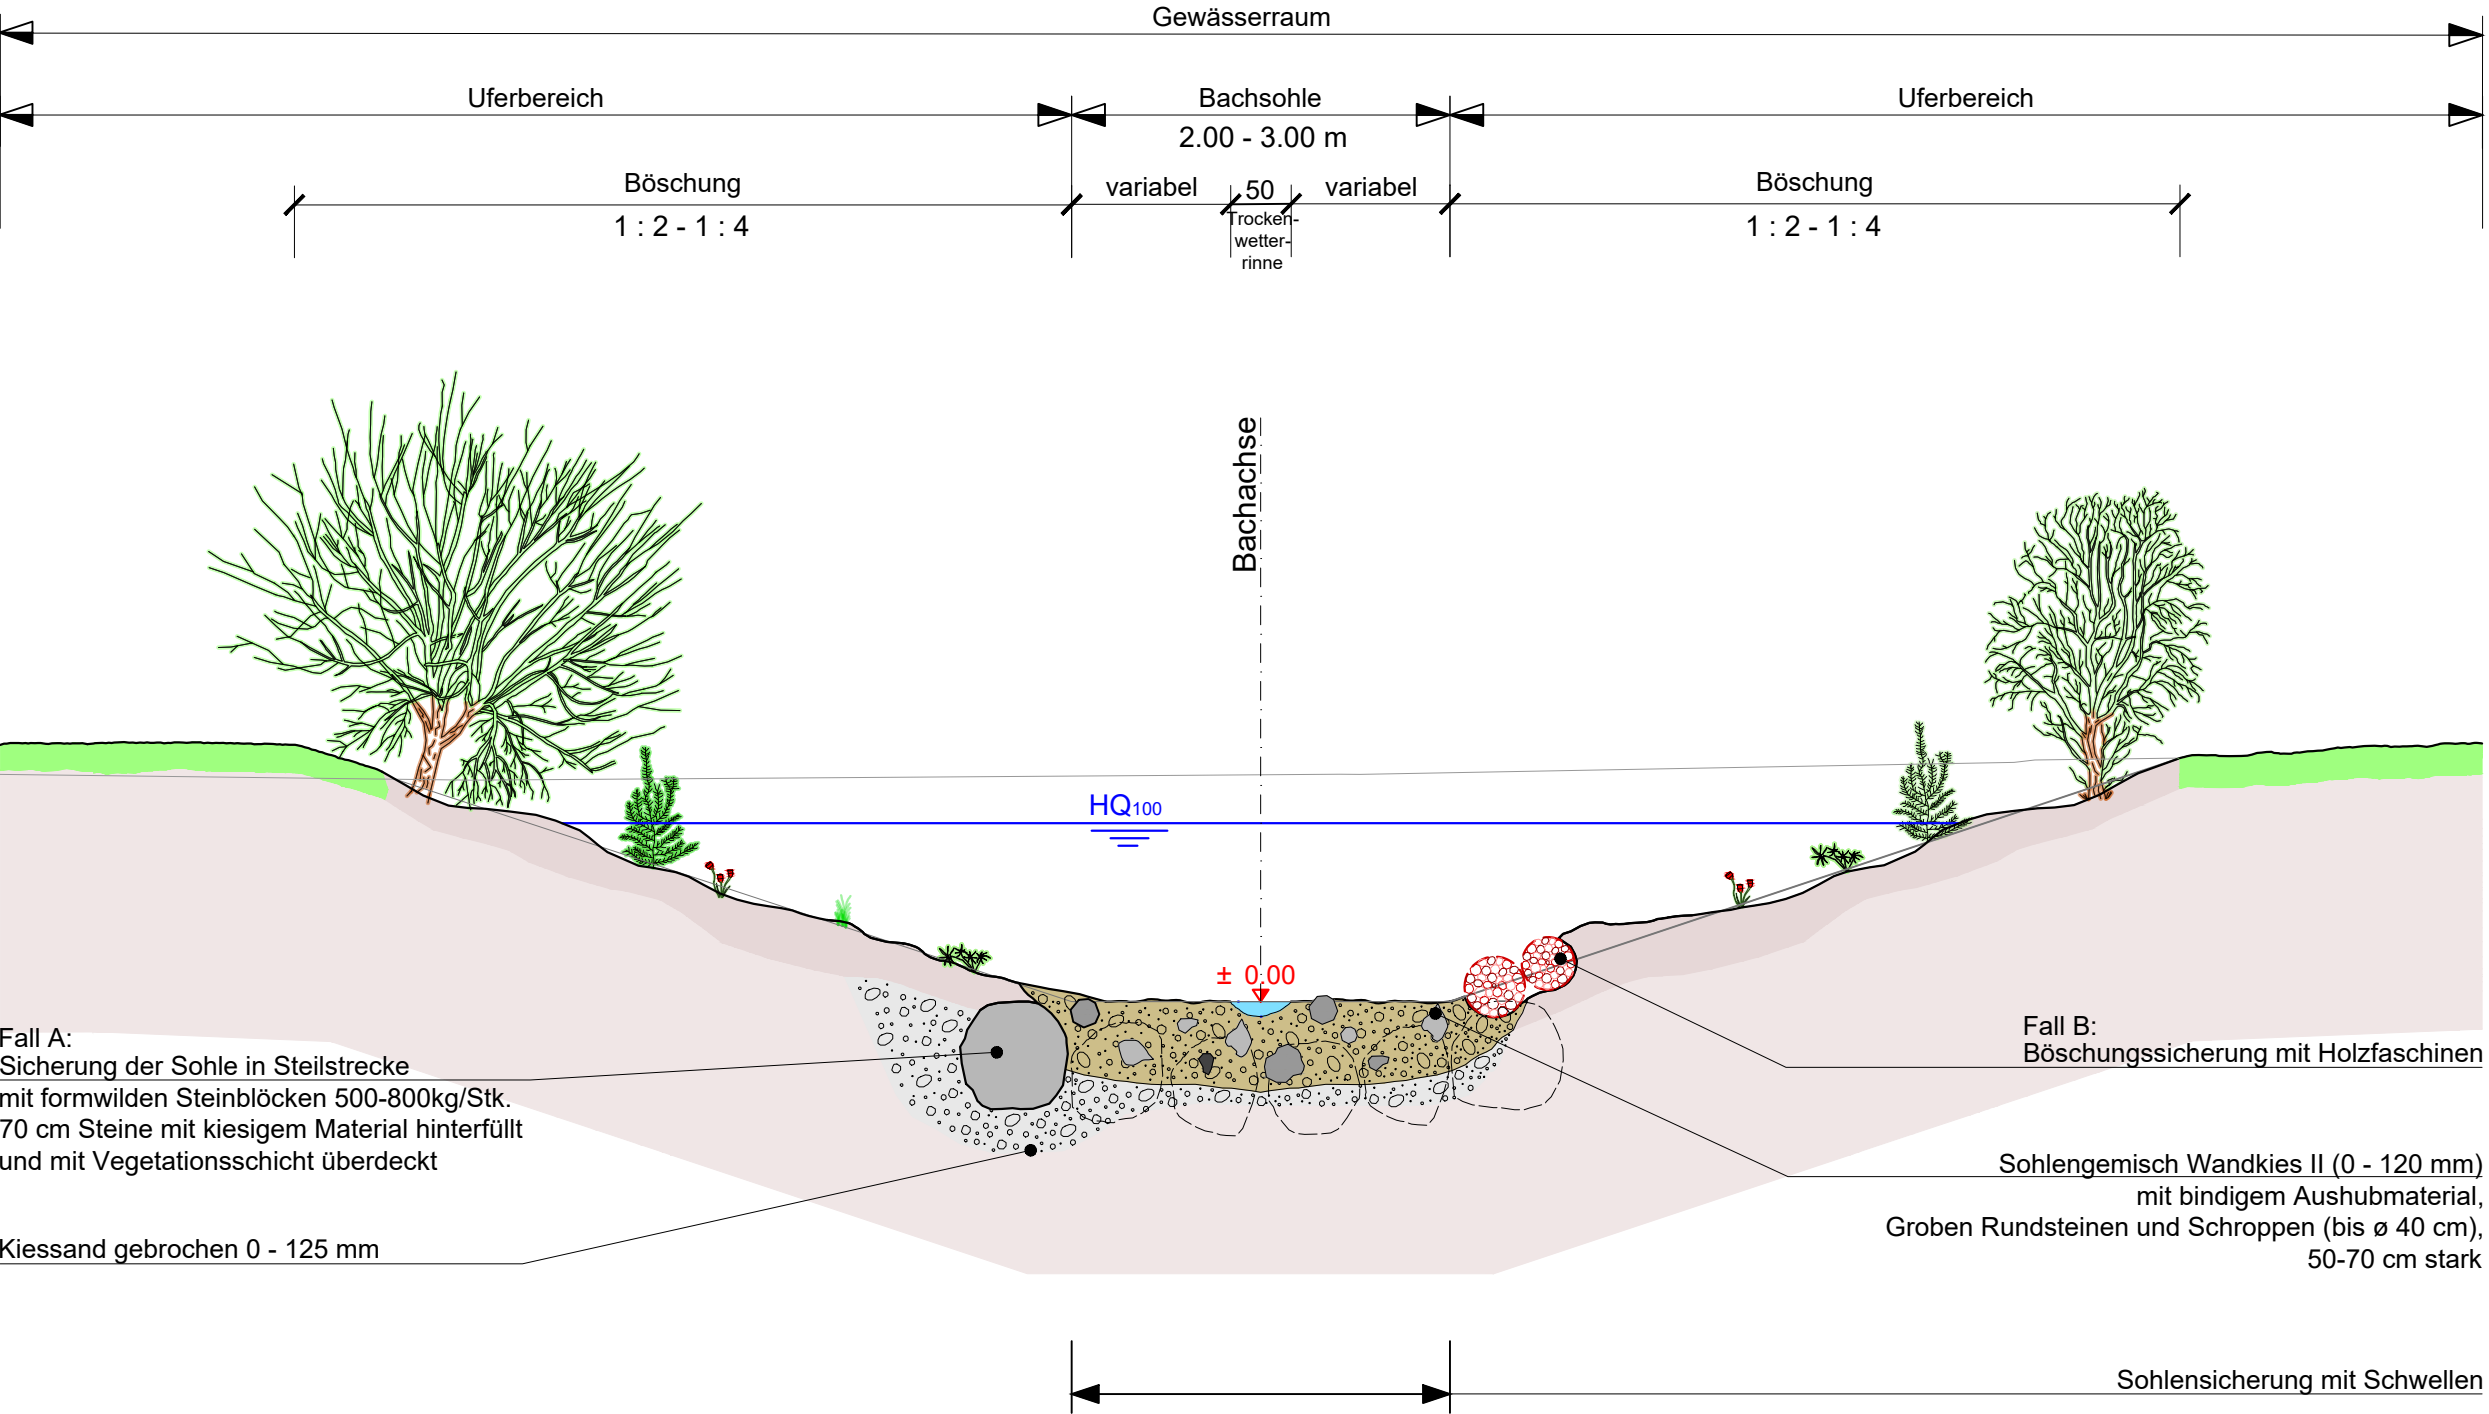 Gewässerraum
Uferbereich
Bachsohle
Uferbereich
2.00 - 3.00 m
Böschung
variabel
50
variabel
Böschung
1 : 2 - 1 : 4
Trocken-
wetter-
rinne
1 : 2 - 1 : 4
Bachachse
HQ100
± 0.00
Fall A:
Sicherung der Sohle in Steilstrecke
mit formwilden Steinblöcken 500-800kg/Stk.
70 cm Steine mit kiesigem Material hinterfüllt
und mit Vegetationsschicht überdeckt
Kiessand gebrochen 0 - 125 mm
Fall B:
Böschungssicherung mit Holzfaschinen
Sohlengemisch Wandkies II (0 - 120 mm)
mit bindigem Aushubmaterial,
Groben Rundsteinen und Schroppen (bis ø 40 cm),
50-70 cm stark
Sohlensicherung mit Schwellen